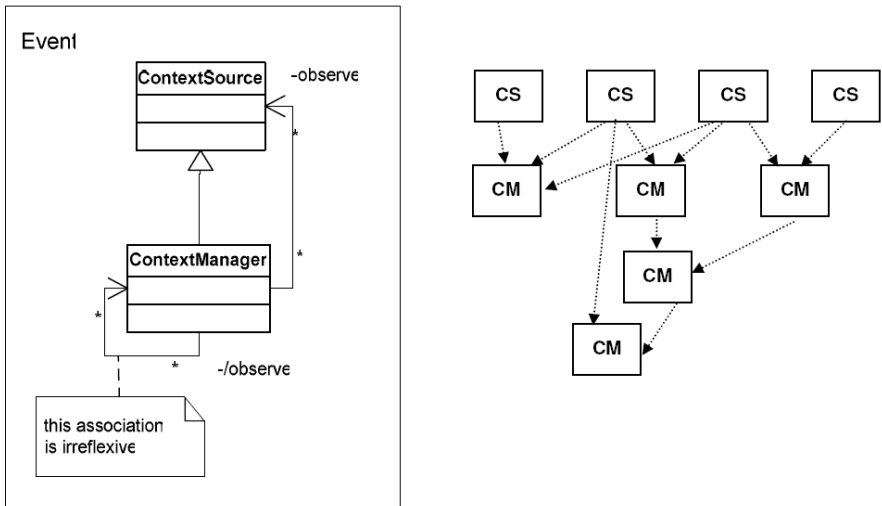 Event
ContextSource
-observe
*
*
ContextManager
*
*
-/observe
this association
is irreflexive
CS
CS
CS
CS
CM
CM
CM
CM
CM